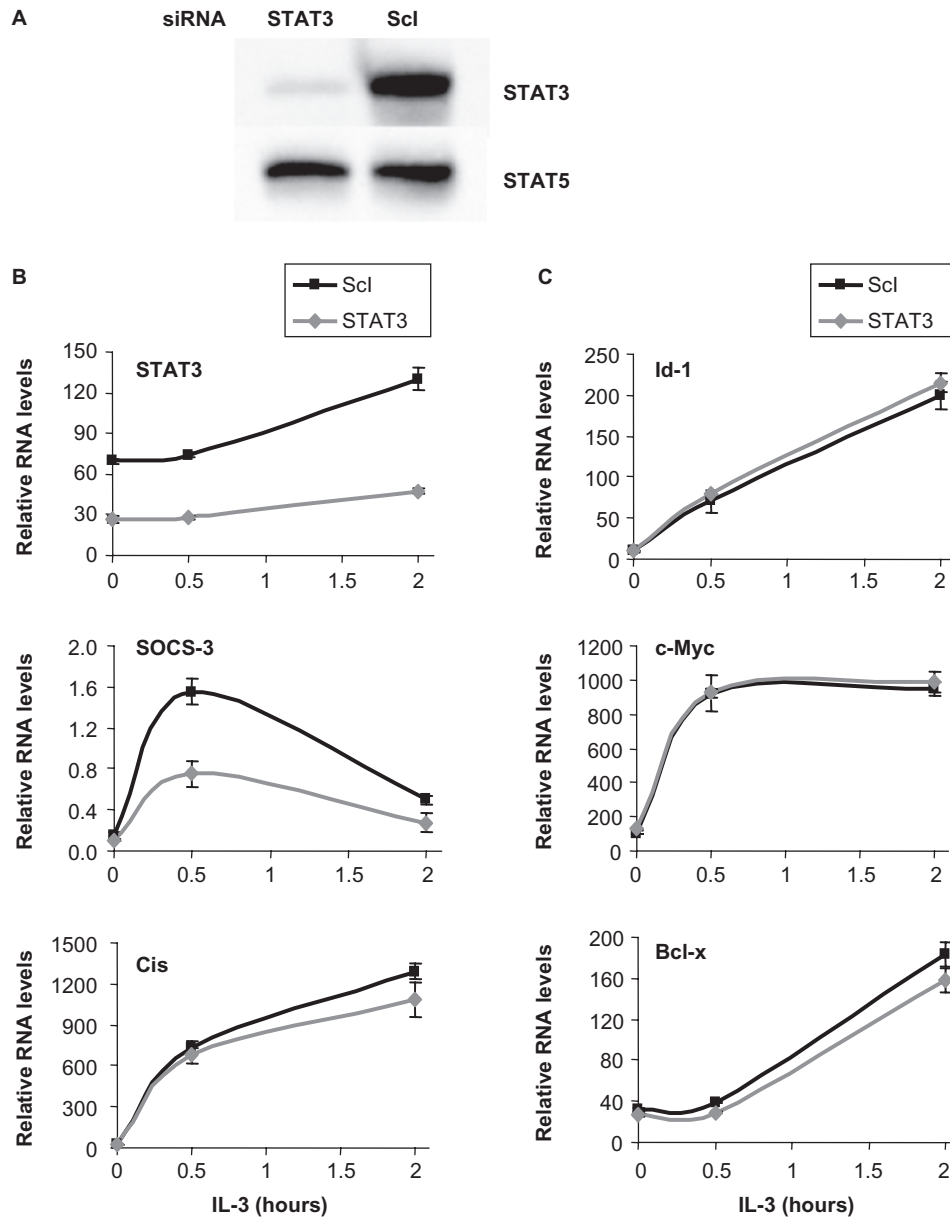 A
siRNA STAT3 Scl
STAT3
STAT5
B
Scl
STAT3
STAT3
Relative RNA levels
150
120
90
60
30
0
0 0.5 1 1.5 2
SOCS-3
Relative RNA levels
2.0
1.6
1.2
0.8
0.4
0.0
0 0.5 1 1.5 2
Cis
Relative RNA levels
1500
1200
900
600
300
0
0 0.5 1 1.5 2
IL-3 (hours)
C
Scl
STAT3
Id-1
Relative RNA levels
250
200
150
100
50
0
0 0.5 1 1.5 2
c-Myc
Relative RNA levels
1200
1000
800
600
400
200
0
0 0.5 1 1.5 2
Bcl-x
Relative RNA levels
200
160
120
80
40
0
0 0.5 1 1.5 2
IL-3 (hours)